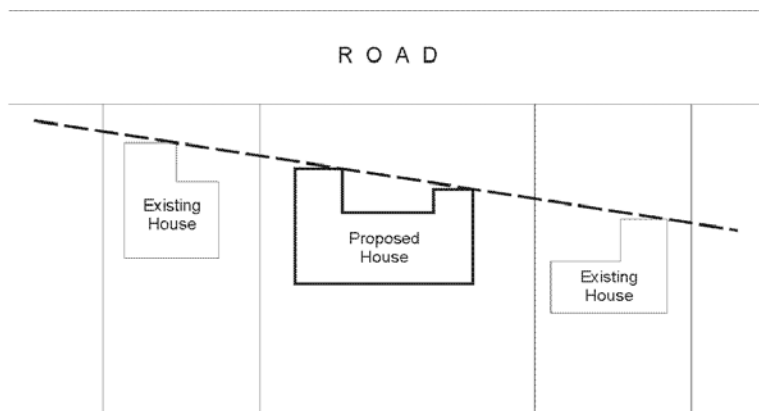 R O A D
Existing
House
Proposed
House
Existing
House